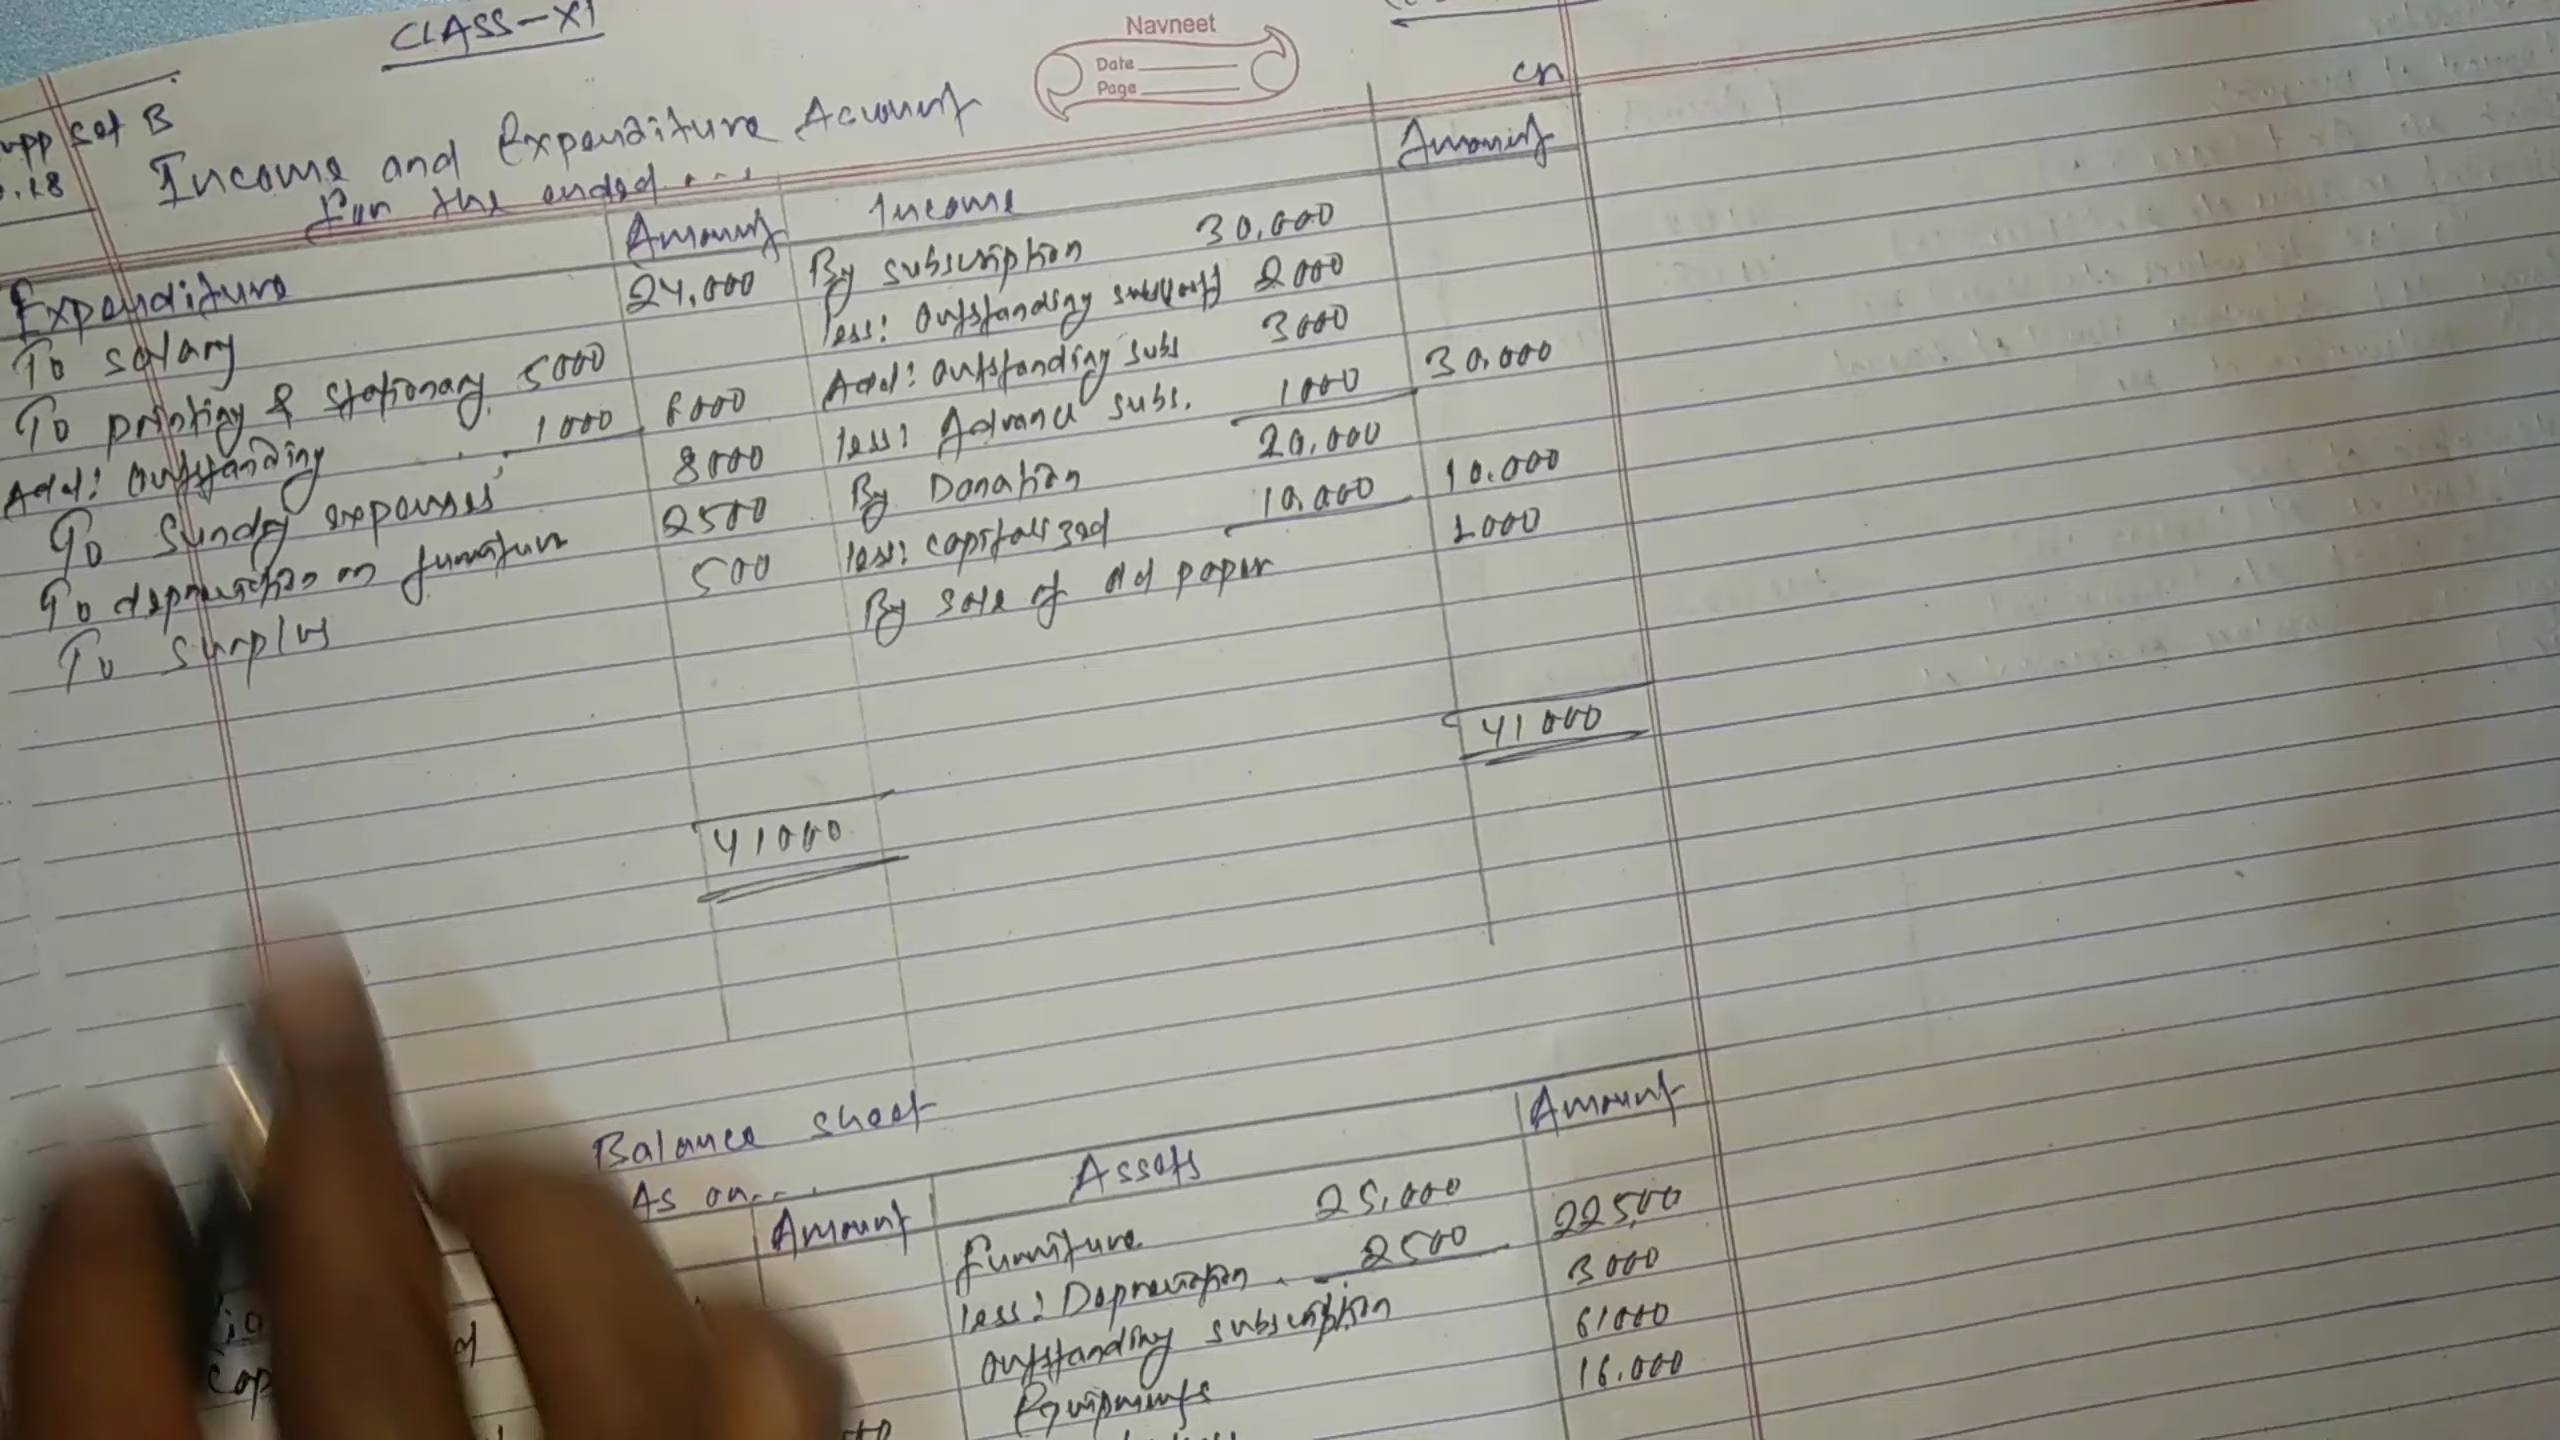 CLASS-XI
Navneet
Date
Page
upp set B
Income and Expenditure Account
for the ended...
cr
Expenditure Amount Income Amount
To salary 24,000 By subscription 30,000
less: outstanding 2000
To printing & stationary 5000 Add: outstanding subs 3000
Add: outstanding 1000 6000 less: Advance subs. 1000 30,000
To sundry expenses 8000 By Donation 20,000
To depreciation on furniture 2500 less: capitalized 10,000 10,000
To surplus 500 By sale of old paper 1000
41000 41000
Balance sheet
As on...
Amount Assets Amount
furniture 25,000
less: Depreciation 2500 22500
outstanding subscription 3000
Equipments 61000
16,000